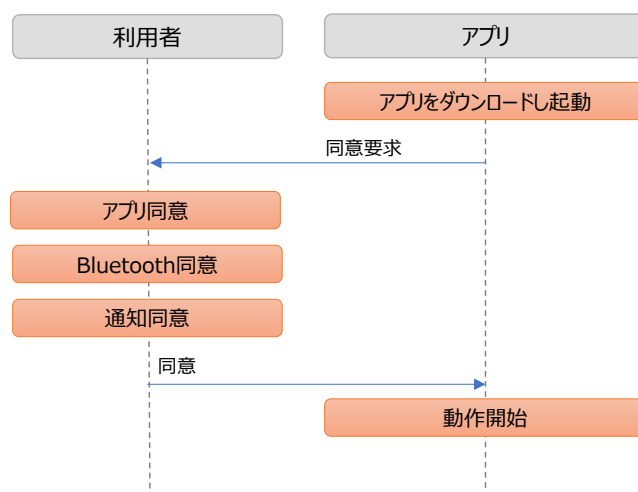 利用者
アプリ
アプリをダウンロードし起動
同意要求
アプリ同意
Bluetooth同意
通知同意
同意
動作開始